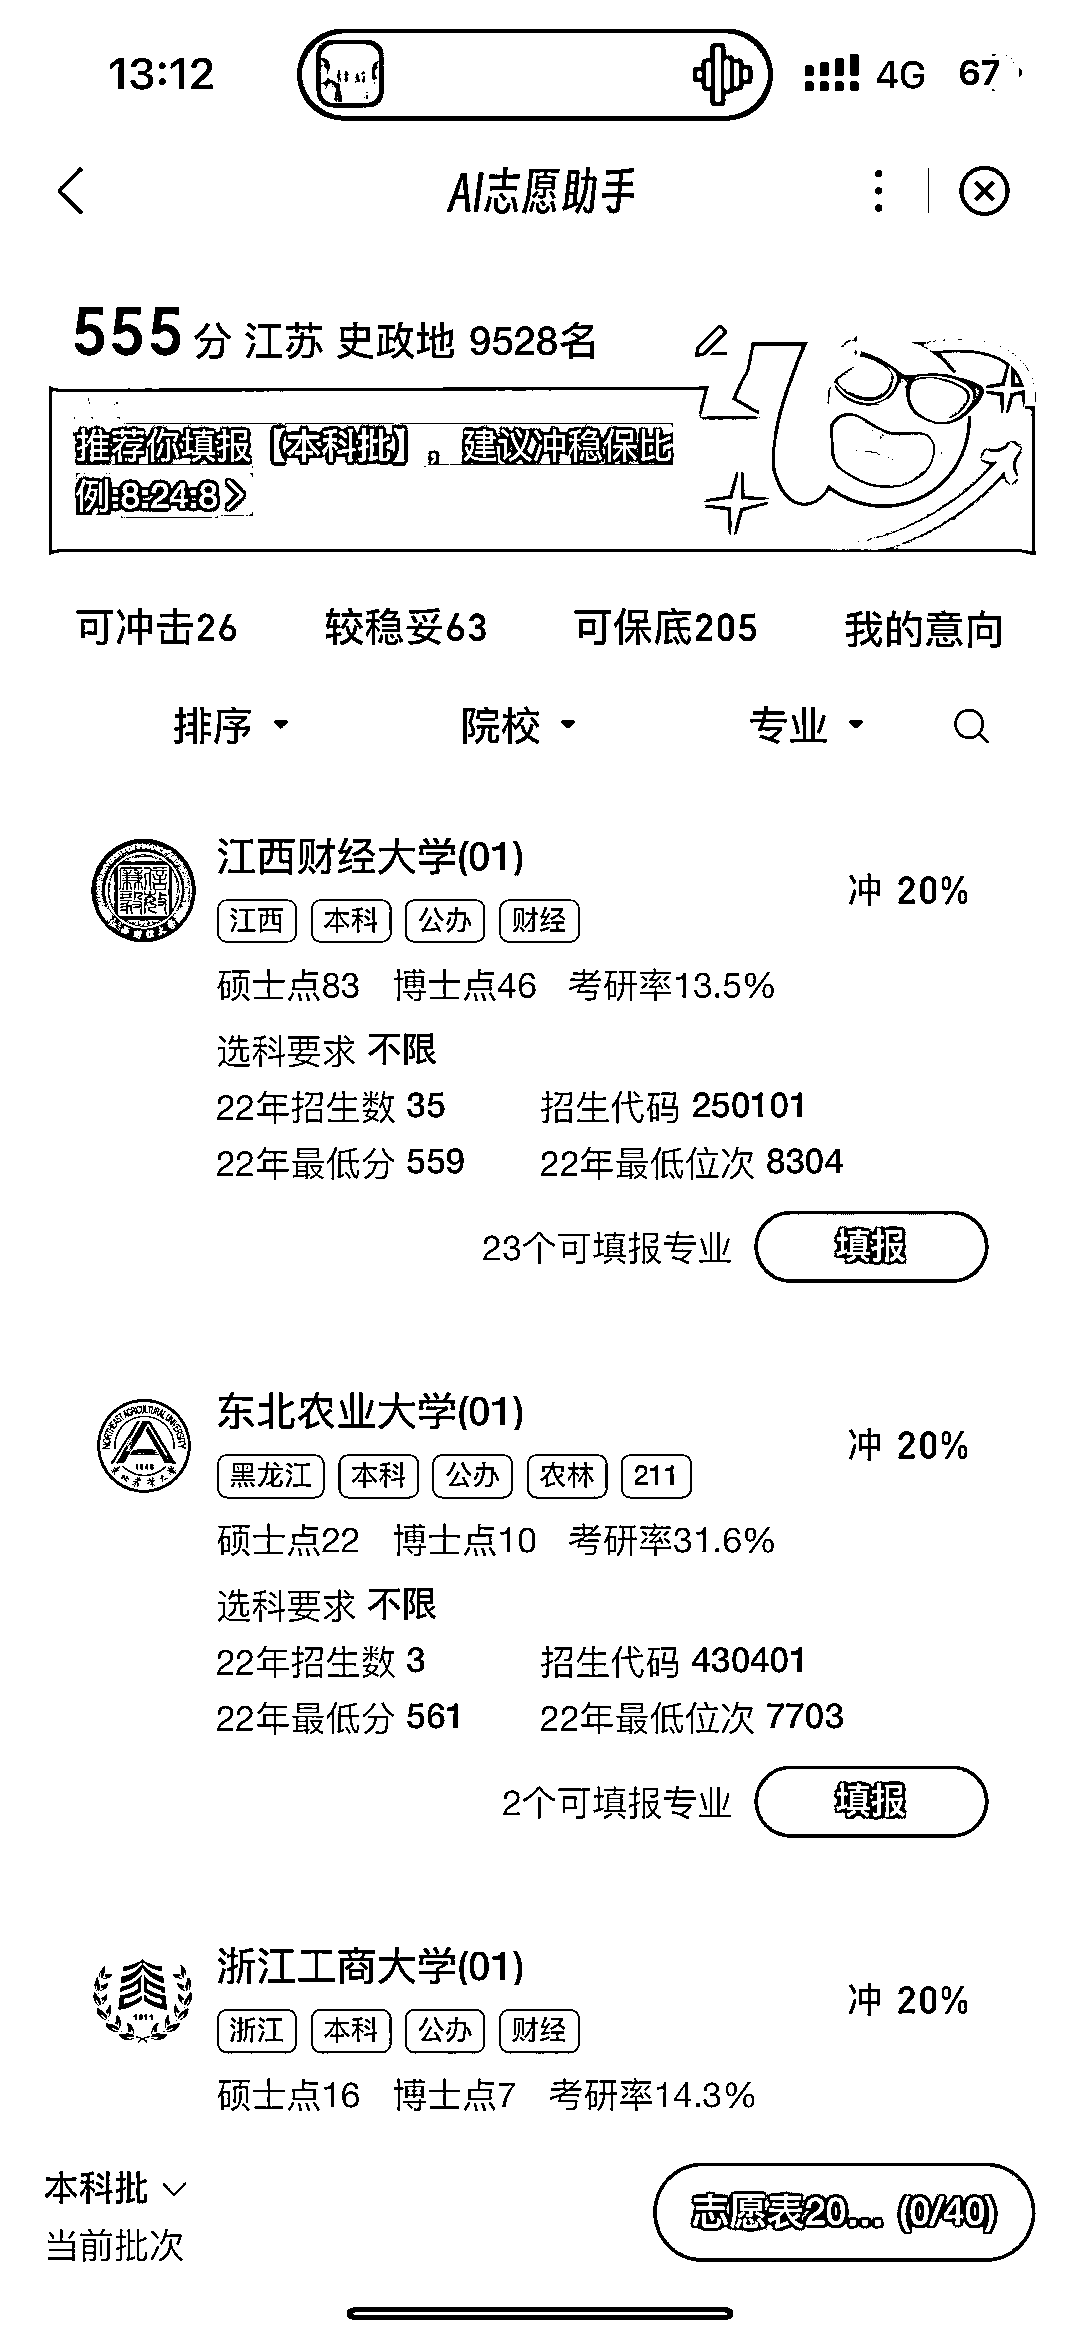 13:12
4G 67
AI志愿助手
555分 江苏 史政地 9528名
推荐你填报【本科批】，建议冲稳保比
例:8:24:8>
可冲击26 较稳妥63 可保底205 我的意向
排序 院校 专业
江西财经大学(01)
冲 20%
江西 本科 公办 财经
硕士点83 博士点46 考研率13.5%
选科要求 不限
22年招生数 35 招生代码 250101
22年最低分 559 22年最低位次 8304
23个可填报专业 填报
东北农业大学(01)
冲 20%
黑龙江 本科 公办 农林 211
硕士点22 博士点10 考研率31.6%
选科要求 不限
22年招生数 3 招生代码 430401
22年最低分 561 22年最低位次 7703
2个可填报专业 填报
浙江工商大学(01)
冲 20%
浙江 本科 公办 财经
硕士点16 博士点7 考研率14.3%
本科批
当前批次
志愿表20... (0/40)